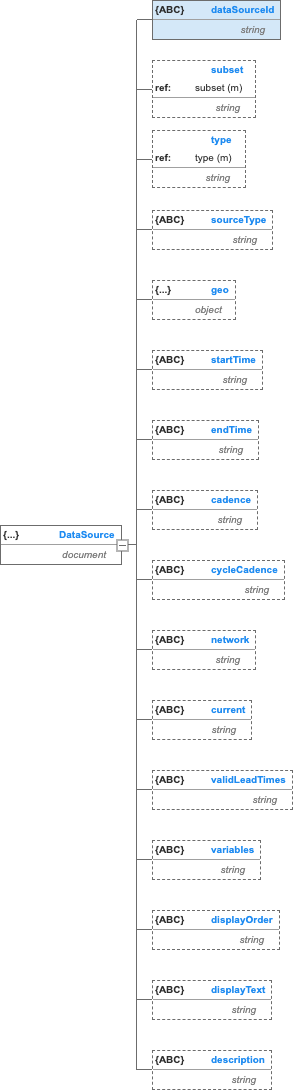 {ABC} dataSourceId
string
subset
ref: subset (m)
string
type
ref: type (m)
string
{ABC} sourceType
string
{...} geo
object
{ABC} startTime
string
{ABC} endTime
string
{ABC} cadence
string
{...} DataSource
document
{ABC} cycleCadence
string
{ABC} network
string
{ABC} current
string
{ABC} validLeadTimes
string
{ABC} variables
string
{ABC} displayOrder
string
{ABC} displayText
string
{ABC} description
string